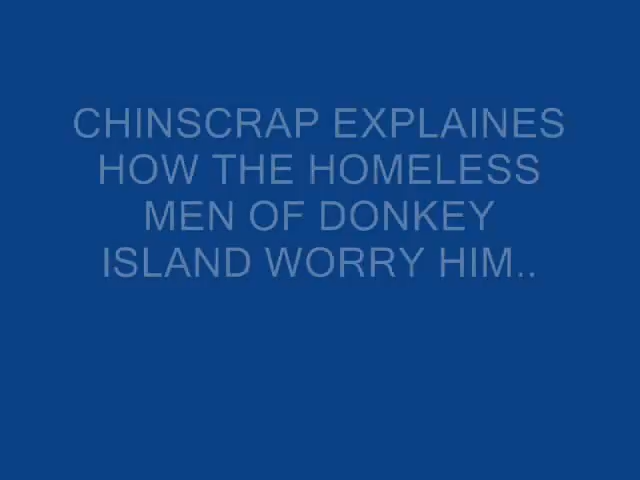 CHINSCRAP EXPLAINES
HOW THE HOMELESS
MEN OF DONKEY
ISLAND WORRY HIM..